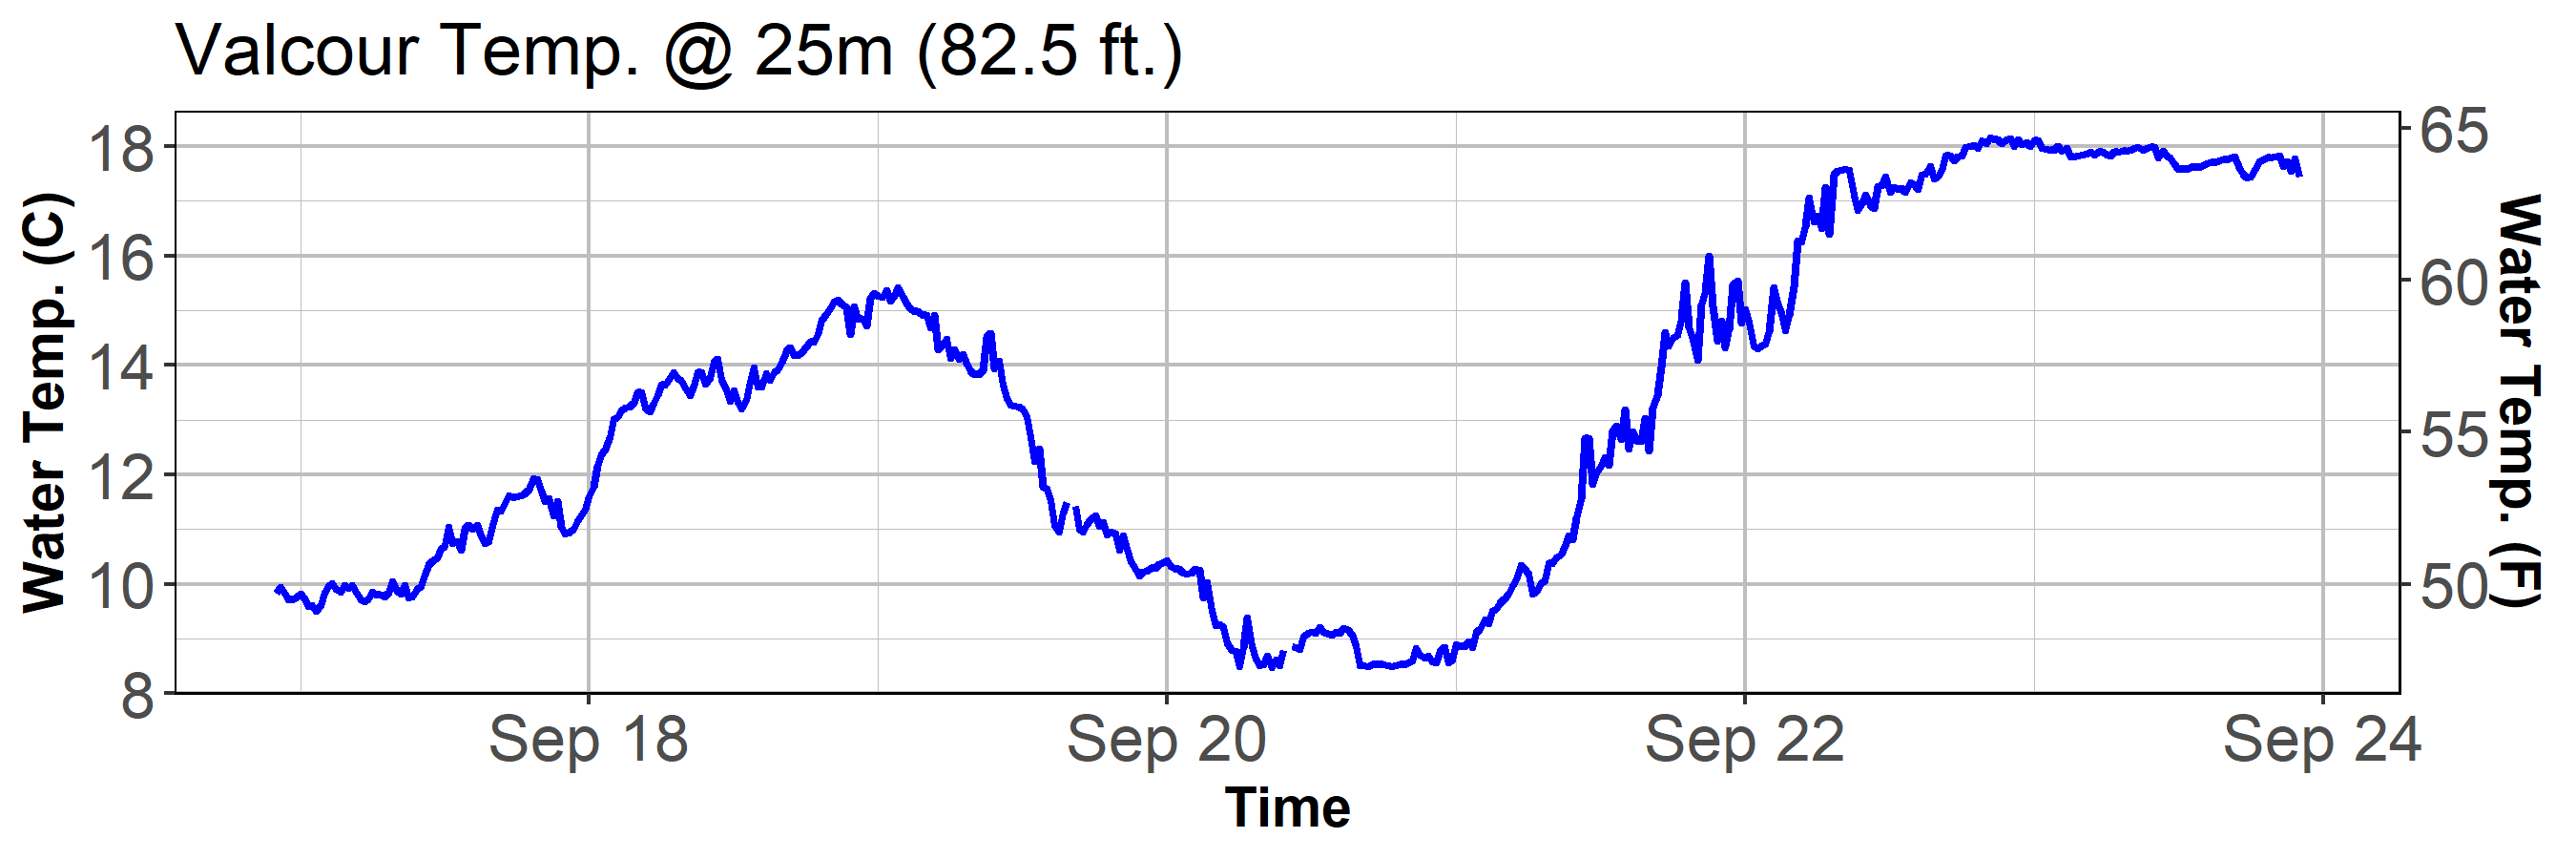 Valcour Temp. @ 25m (82.5 ft.)
Water Temp. (C)
18
16
14
12
10
8
65
60
55
50
Water Temp. (F)
Sep 18 Sep 20 Sep 22 Sep 24
Time